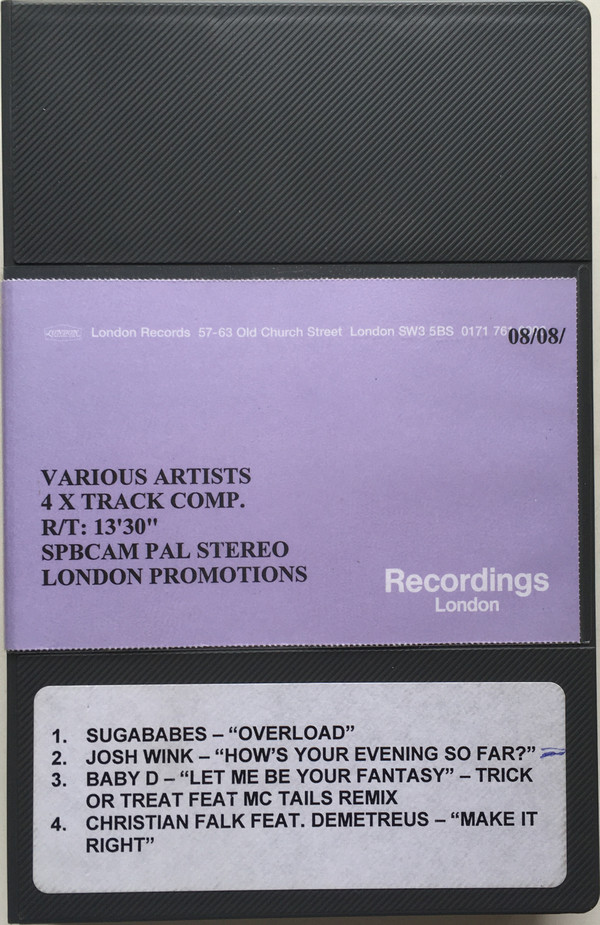 London Records 57-63 Old Church Street London SW3 5BS 0171
08/08/
VARIOUS ARTISTS
4 X TRACK COMP.
R/T: 13'30"
SPBCAM PAL STEREO
LONDON PROMOTIONS
Recordings
London
1. SUGABABES – “OVERLOAD”
2. JOSH WINK – “HOW’S YOUR EVENING SO FAR?”
3. BABY D – “LET ME BE YOUR FANTASY” – TRICK
OR TREAT FEAT MC TAILS REMIX
4. CHRISTIAN FALK FEAT. DEMETREUS – “MAKE IT
RIGHT”